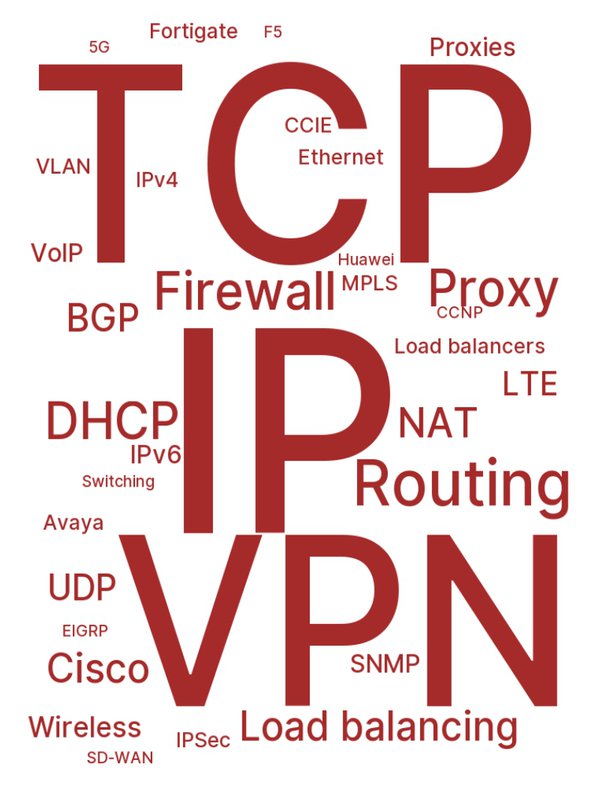 Fortigate
F5
5G
Proxies
TCP
CCIE
Ethernet
VLAN
IPv4
VoIP
Huawei
MPLS
Firewall
Proxy
CCNP
BGP
IP
Load balancers
LTE
DHCP
NAT
IPv6
Routing
Switching
Avaya
VPN
UDP
EIGRP
Cisco
SNMP
Wireless
Load balancing
IPSec
SD-WAN